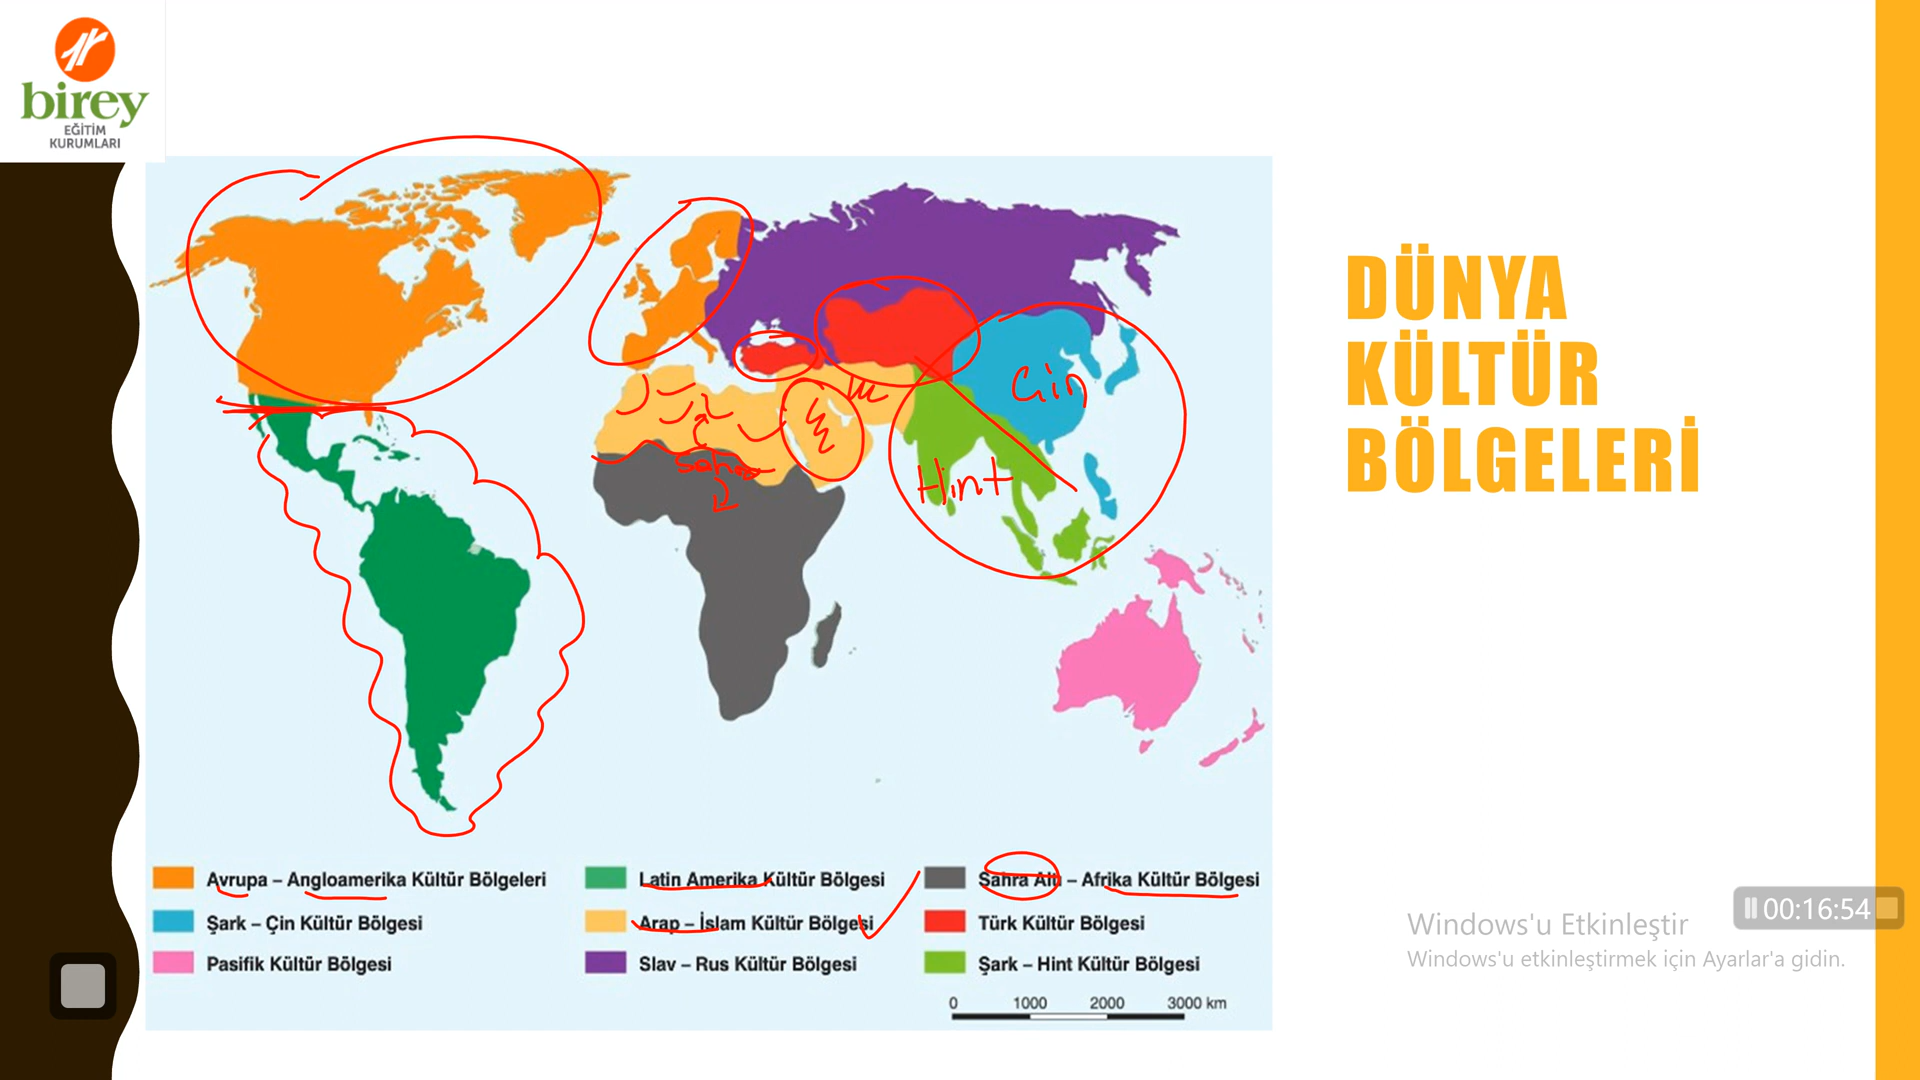 birey
EĞİTİM
KURUMLARI
DÜNYA
KÜLTÜR
BÖLGELERİ
Çin
Hint
Sahra
Avrupa – Angloamerika Kültür Bölgeleri
Latin Amerika Kültür Bölgesi
Sahra Altı – Afrika Kültür Bölgesi
Şark – Çin Kültür Bölgesi
Arap – İslam Kültür Bölgesi
Türk Kültür Bölgesi
Pasifik Kültür Bölgesi
Slav – Rus Kültür Bölgesi
Şark – Hint Kültür Bölgesi
0 1000 2000 3000 km
00:16:54
Windows'u Etkinleştir
Windows'u etkinleştirmek için Ayarlar'a gidin.